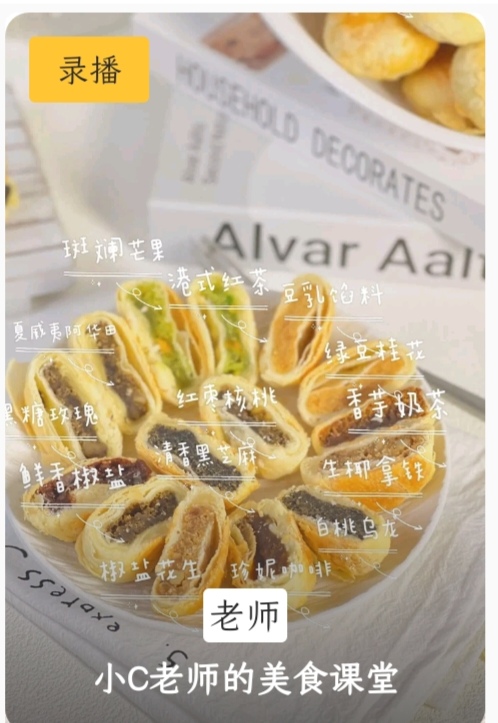 录播
HOUSEHOLD DECORATES
Alvar Aalt
斑斓芒果
港式红茶
豆乳馅料
夏威夷阿华田
绿豆桂花
红枣核桃
香芋奶茶
黑糖玫瑰
清香黑芝麻
鲜香椒盐
生椰拿铁
白桃乌龙
椒盐花生
珍妮咖啡
express
老师
小C老师的美食课堂